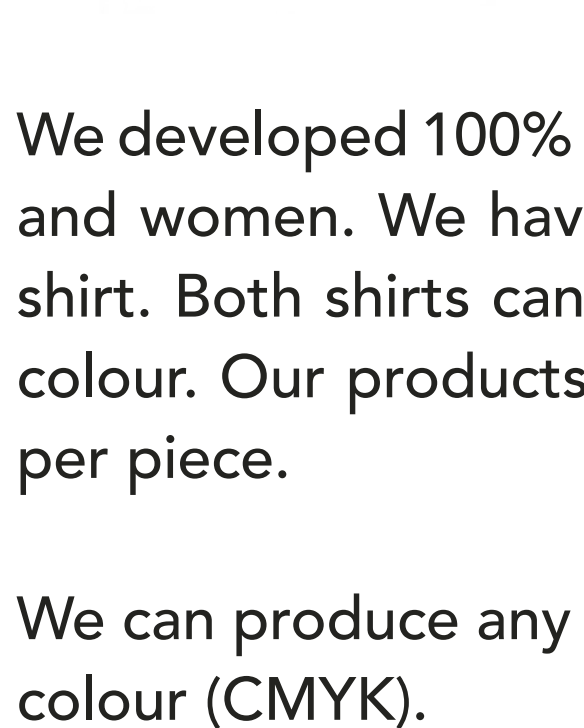 We developed 100%
and women. We hav
shirt. Both shirts can
colour. Our products
per piece.
We can produce any
colour (CMYK).